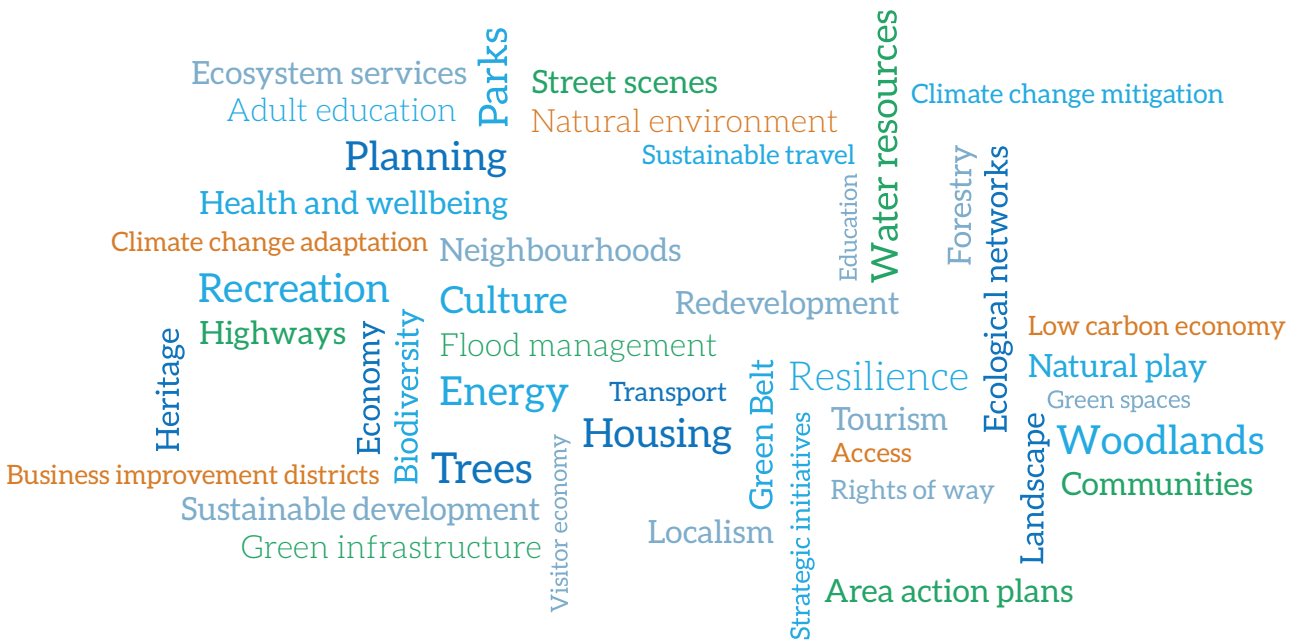 Ecosystem services
Parks
Street scenes
Water resources
Climate change mitigation
Adult education
Natural environment
Planning
Sustainable travel
Education
Forestry
Ecological networks
Health and wellbeing
Climate change adaptation
Neighbourhoods
Recreation
Culture
Redevelopment
Heritage
Highways
Economy
Biodiversity
Flood management
Low carbon economy
Natural play
Energy
Transport
Green Belt
Resilience
Green spaces
Housing
Strategic initiatives
Tourism
Landscape
Woodlands
Access
Business improvement districts
Trees
Visitor economy
Rights of way
Communities
Sustainable development
Localism
Green infrastructure
Area action plans